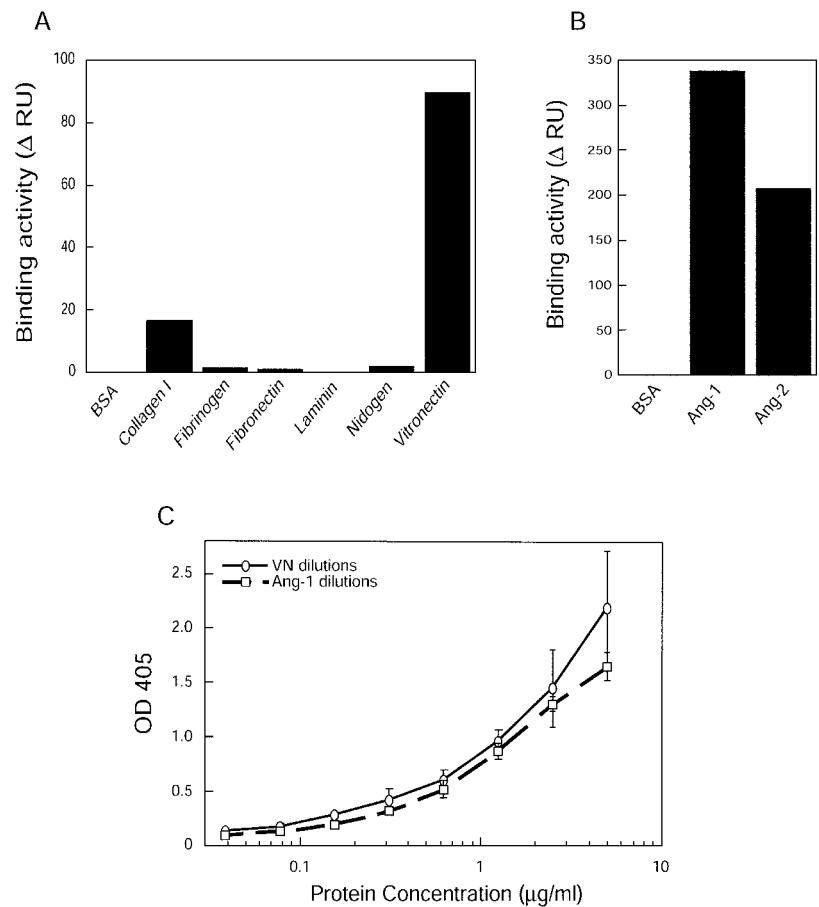 A
Binding activity (Δ RU)
100
80
60
40
20
0
BSA
Collagen I
Fibrinogen
Fibronectin
Laminin
Nidogen
Vitronectin
B
Binding activity (Δ RU)
350
300
250
200
150
100
50
0
BSA
Ang-1
Ang-2
C
OD 405
2.5
2.0
1.5
1.0
0.5
0
VN dilutions
Ang-1 dilutions
0.1
1
10
Protein Concentration (μg/ml)